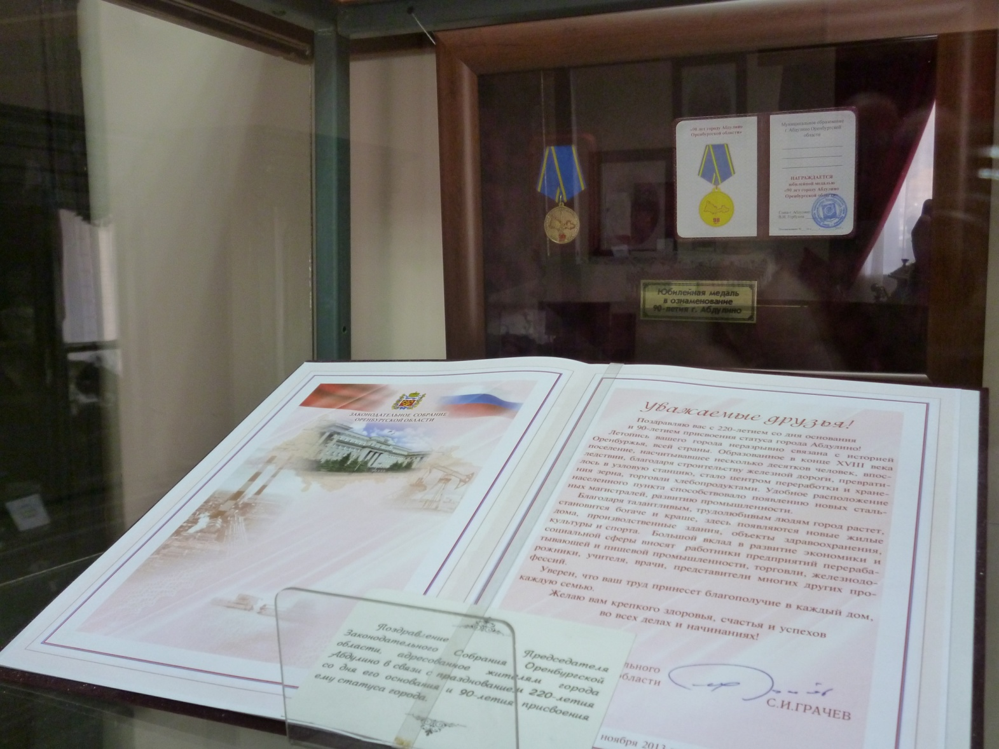 «90 лет городу Абдулино
Оренбургской области»
90
Муниципальное образование
г. Абдулино Оренбургской
области
НАГРАЖДАЕТСЯ
юбилейной медалью
«90 лет городу Абдулино
Оренбургской области»
Юбилейная медаль
в ознаменование
90-летия г. Абдулино
ЗАКОНОДАТЕЛЬНОЕ СОБРАНИЕ
ОРЕНБУРГСКОЙ ОБЛАСТИ
Уважаемые друзья!
Поздравляю вас с 220-летием со дня основания
и 90-летием присвоения статуса города Абдулино!
Летопись вашего города неразрывно связана с историей
Оренбуржья, всей страны. Образованное в конце XVIII века
поселение, насчитывавшее несколько десятков человек, впос-
ледствии, благодаря строительству железной дороги, преврати-
лось в узловую станцию, стало центром переработки и хране-
ния зерна, торговли хлебопродуктами. Удобное расположение
населенного пункта способствовало появлению новых сталь-
ных магистралей, развитию промышленности.
Благодаря талантливым, трудолюбивым людям город растет,
становится богаче и краше, здесь появляются новые жилые
дома, производственные здания, объекты здравоохранения,
культуры и спорта. Большой вклад в развитие экономики и
социальной сферы вносят работники предприятий перераба-
тывающей и пищевой промышленности, торговли, железнодо-
рожники, учителя, врачи, представители многих других про-
фессий.
Уверен, что ваш труд принесет благополучие в каждый дом,
каждую семью.
Желаю вам крепкого здоровья, счастья и успехов
во всех делах и начинаниях!
льного
бласти
С.И.ГРАЧЕВ
ноября 2013
Поздравление Председателя
Законодательного Собрания Оренбургской
области, адресованное жителям города
Абдулино в связи с празднованием 220-летия
со дня его основания и 90-летия присвоения
ему статуса города.